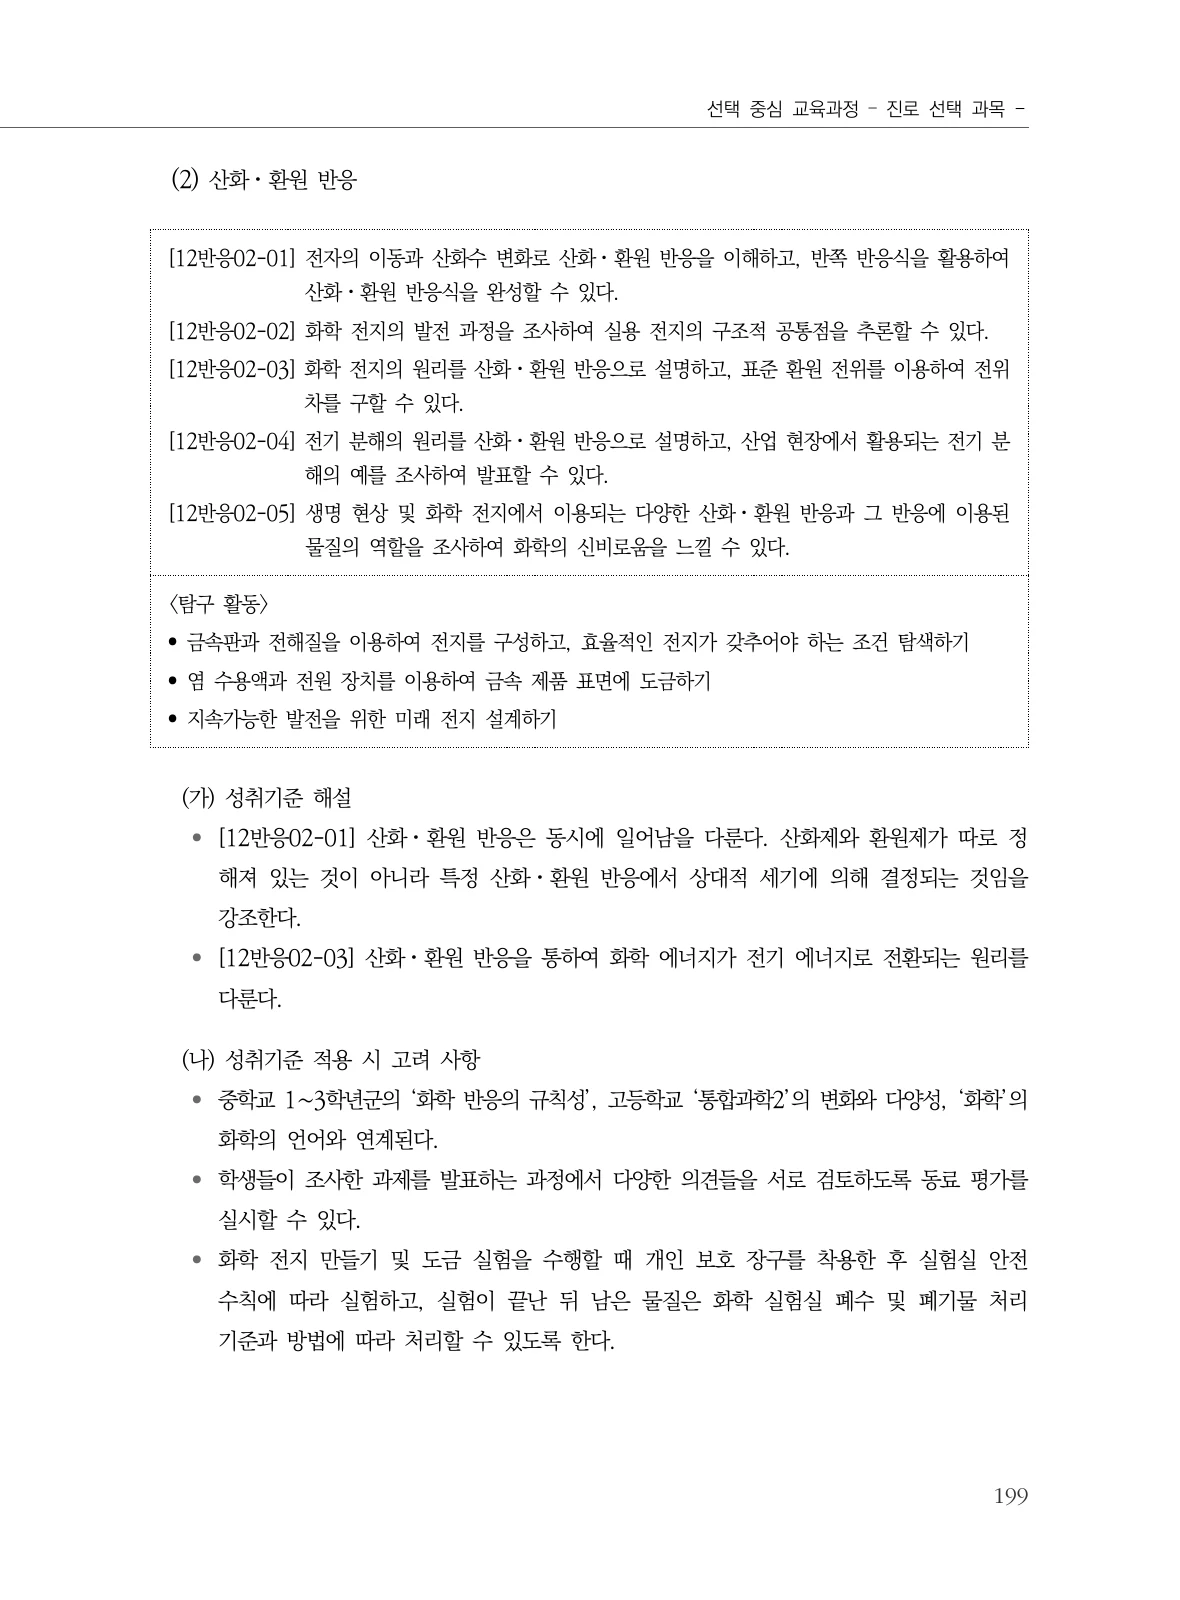 선택 중심 교육과정 - 진로 선택 과목 -
(2) 산화·환원 반응
[12반응02-01] 전자의 이동과 산화수 변화로 산화·환원 반응을 이해하고, 반쪽 반응식을 활용하여
산화·환원 반응식을 완성할 수 있다.
[12반응02-02] 화학 전지의 발전 과정을 조사하여 실용 전지의 구조적 공통점을 추론할 수 있다.
[12반응02-03] 화학 전지의 원리를 산화·환원 반응으로 설명하고, 표준 환원 전위를 이용하여 전위
차를 구할 수 있다.
[12반응02-04] 전기 분해의 원리를 산화·환원 반응으로 설명하고, 산업 현장에서 활용되는 전기 분
해의 예를 조사하여 발표할 수 있다.
[12반응02-05] 생명 현상 및 화학 전지에서 이용되는 다양한 산화·환원 반응과 그 반응에 이용된
물질의 역할을 조사하여 화학의 신비로움을 느낄 수 있다.
〈탐구 활동〉
• 금속판과 전해질을 이용하여 전지를 구성하고, 효율적인 전지가 갖추어야 하는 조건 탐색하기
• 염 수용액과 전원 장치를 이용하여 금속 제품 표면에 도금하기
• 지속가능한 발전을 위한 미래 전지 설계하기
(가) 성취기준 해설
• [12반응02-01] 산화·환원 반응은 동시에 일어남을 다룬다. 산화제와 환원제가 따로 정
해져 있는 것이 아니라 특정 산화·환원 반응에서 상대적 세기에 의해 결정되는 것임을
강조한다.
• [12반응02-03] 산화·환원 반응을 통하여 화학 에너지가 전기 에너지로 전환되는 원리를
다룬다.
(나) 성취기준 적용 시 고려 사항
• 중학교 1~3학년군의 ‘화학 반응의 규칙성’, 고등학교 ‘통합과학2’의 변화와 다양성, ‘화학’의
화학의 언어와 연계된다.
• 학생들이 조사한 과제를 발표하는 과정에서 다양한 의견들을 서로 검토하도록 동료 평가를
실시할 수 있다.
• 화학 전지 만들기 및 도금 실험을 수행할 때 개인 보호 장구를 착용한 후 실험실 안전
수칙에 따라 실험하고, 실험이 끝난 뒤 남은 물질은 화학 실험실 폐수 및 폐기물 처리
기준과 방법에 따라 처리할 수 있도록 한다.
199